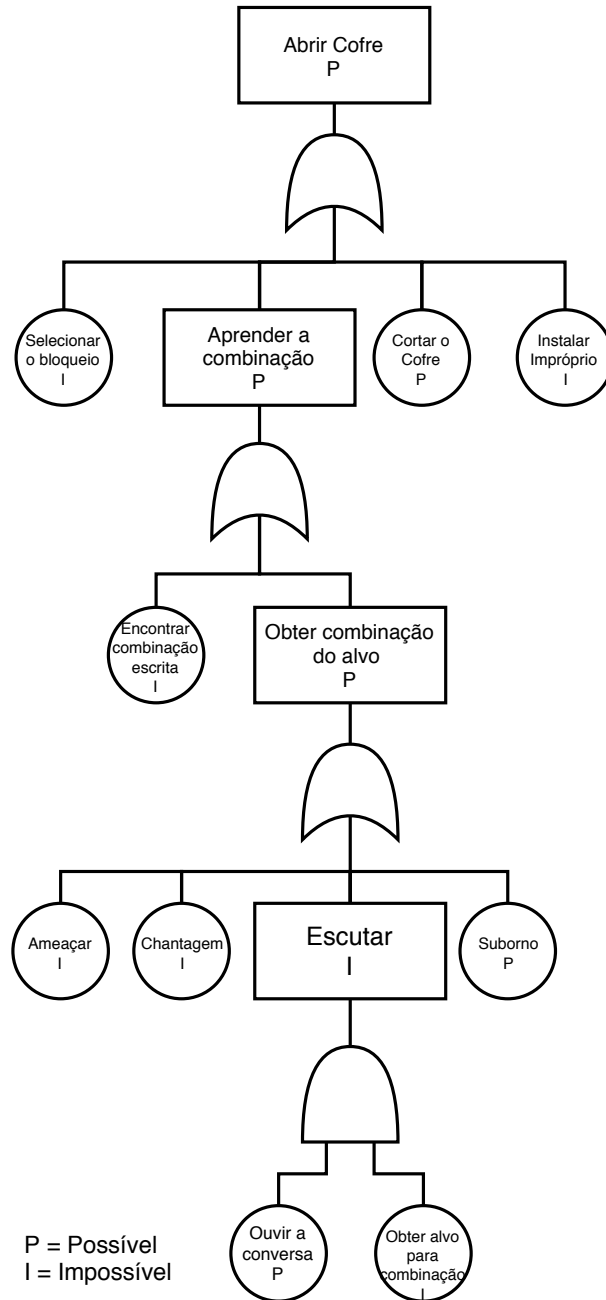 Abrir Cofre
P
Selecionar
o bloqueio
I
Aprender a
combinação
P
Cortar o
Cofre
P
Instalar
Impróprio
I
Encontrar
combinação
escrita
I
Obter combinação
do alvo
P
Ameaçar
I
Chantagem
I
Escutar
I
Suborno
P
Ouvir a
conversa
P
Obter alvo
para
combinação
I
P = Possível
I = Impossível